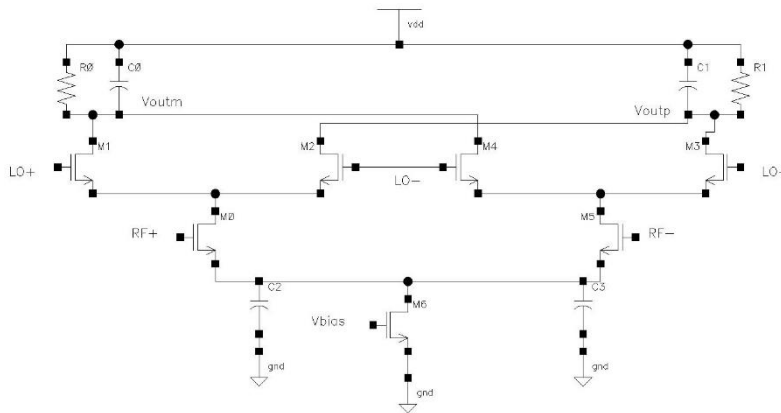 vdd
RØ
CØ
C1
R1
Voutm
Voutp
M1
M2
M4
M3
LO+
LO-
LO
MØ
M5
RF+
RF-
C2
M6
C3
Vbias
gnd
gnd
gnd